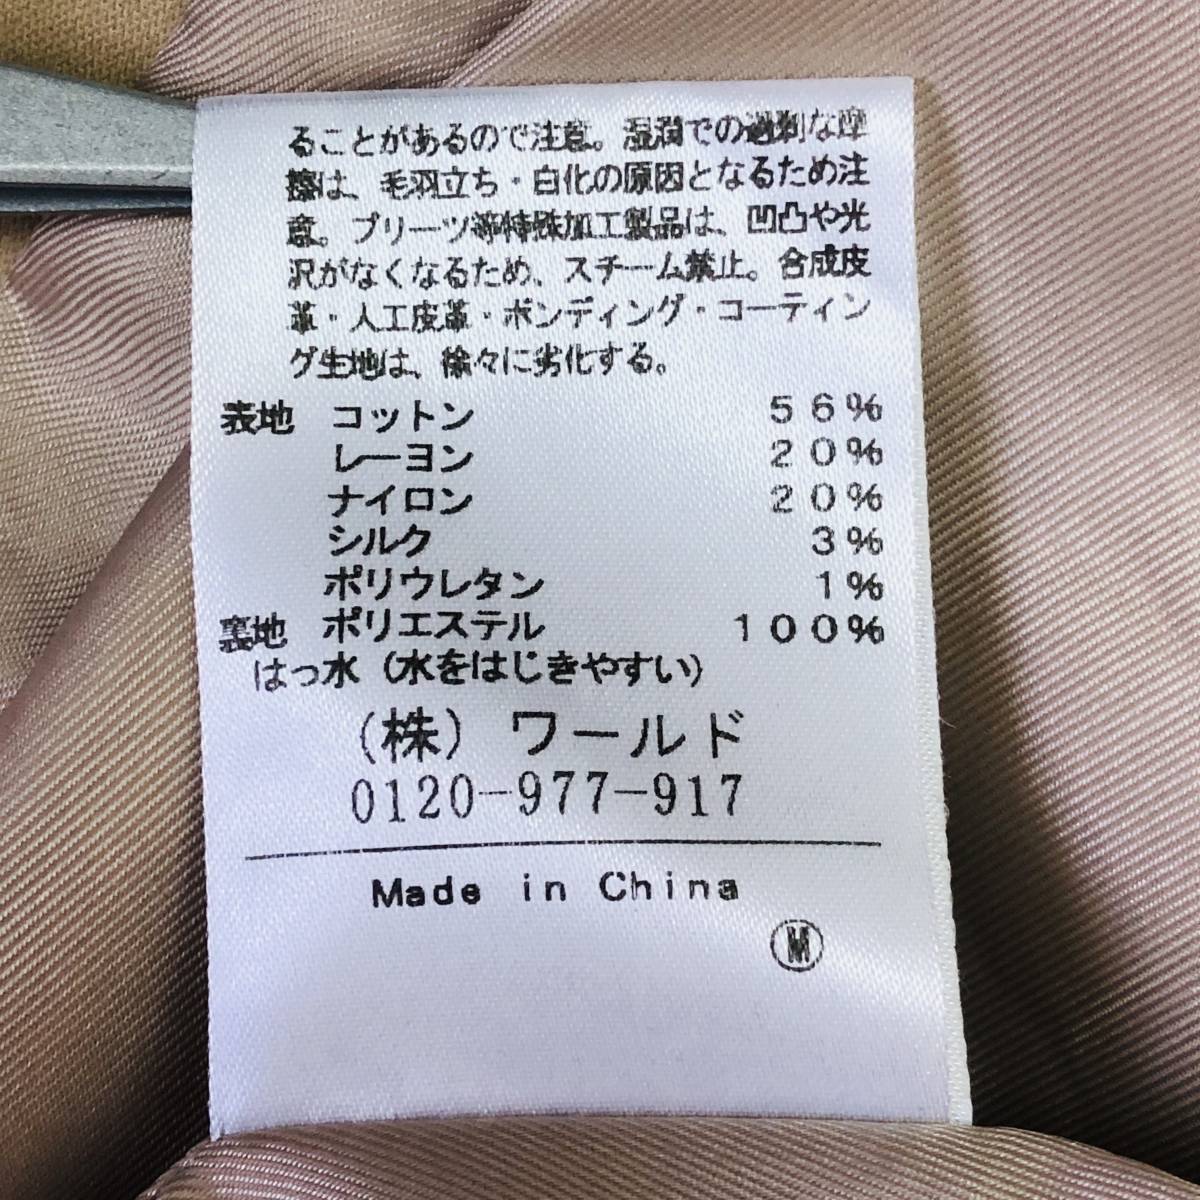 ることがあるので注意。湿潤での過剰な摩
擦は、毛羽立ち・白化の原因となるため注
意。プリーツ等特殊加工製品は、凹凸や光
沢がなくなるため、スチーム禁止。合成皮
革・人工皮革・ボンディング・コーティン
グ生地は、徐々に劣化する。
表地 コットン 56%
レーヨン 20%
ナイロン 20%
シルク 3%
ポリウレタン 1%
裏地 ポリエステル 100%
はっ水（水をはじきやすい）
（株）ワールド
0120-977-917
Made in China
Ⓜ